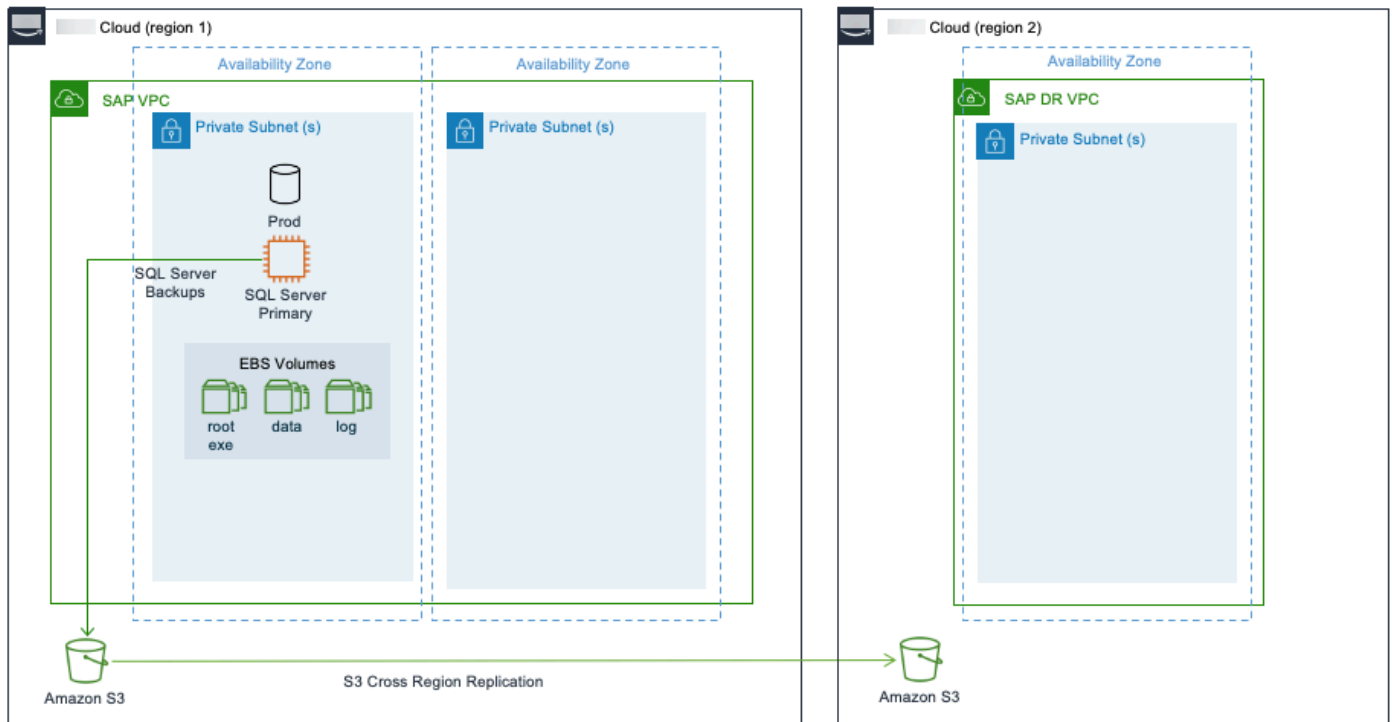 Cloud (region 1)
Availability Zone
Availability Zone
SAP VPC
Private Subnet (s)
Private Subnet (s)
Prod
SQL Server
Backups
SQL Server
Primary
EBS Volumes
root
exe
data
log
Amazon S3
S3 Cross Region Replication
Cloud (region 2)
Availability Zone
SAP DR VPC
Private Subnet (s)
Amazon S3